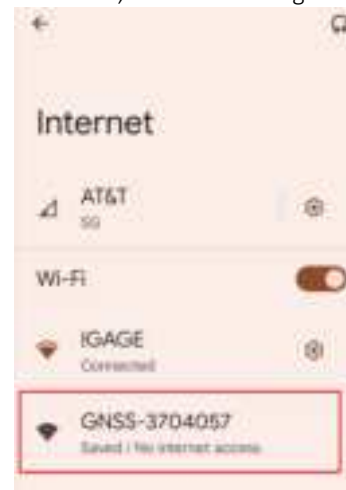 Internet
AT&T
5G
Wi-Fi
IGAGE
Connected
GNSS-3704057
Saved / No internet access